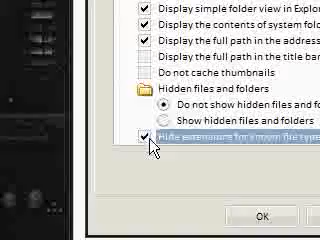 Display simple folder view in Explor
Display the contents of system fold
Display the full path in the address
Display the full path in the title bar
Do not cache thumbnails
Hidden files and folders
Do not show hidden files and fo
Show hidden files and folders
Hide extensions for known file type
OK